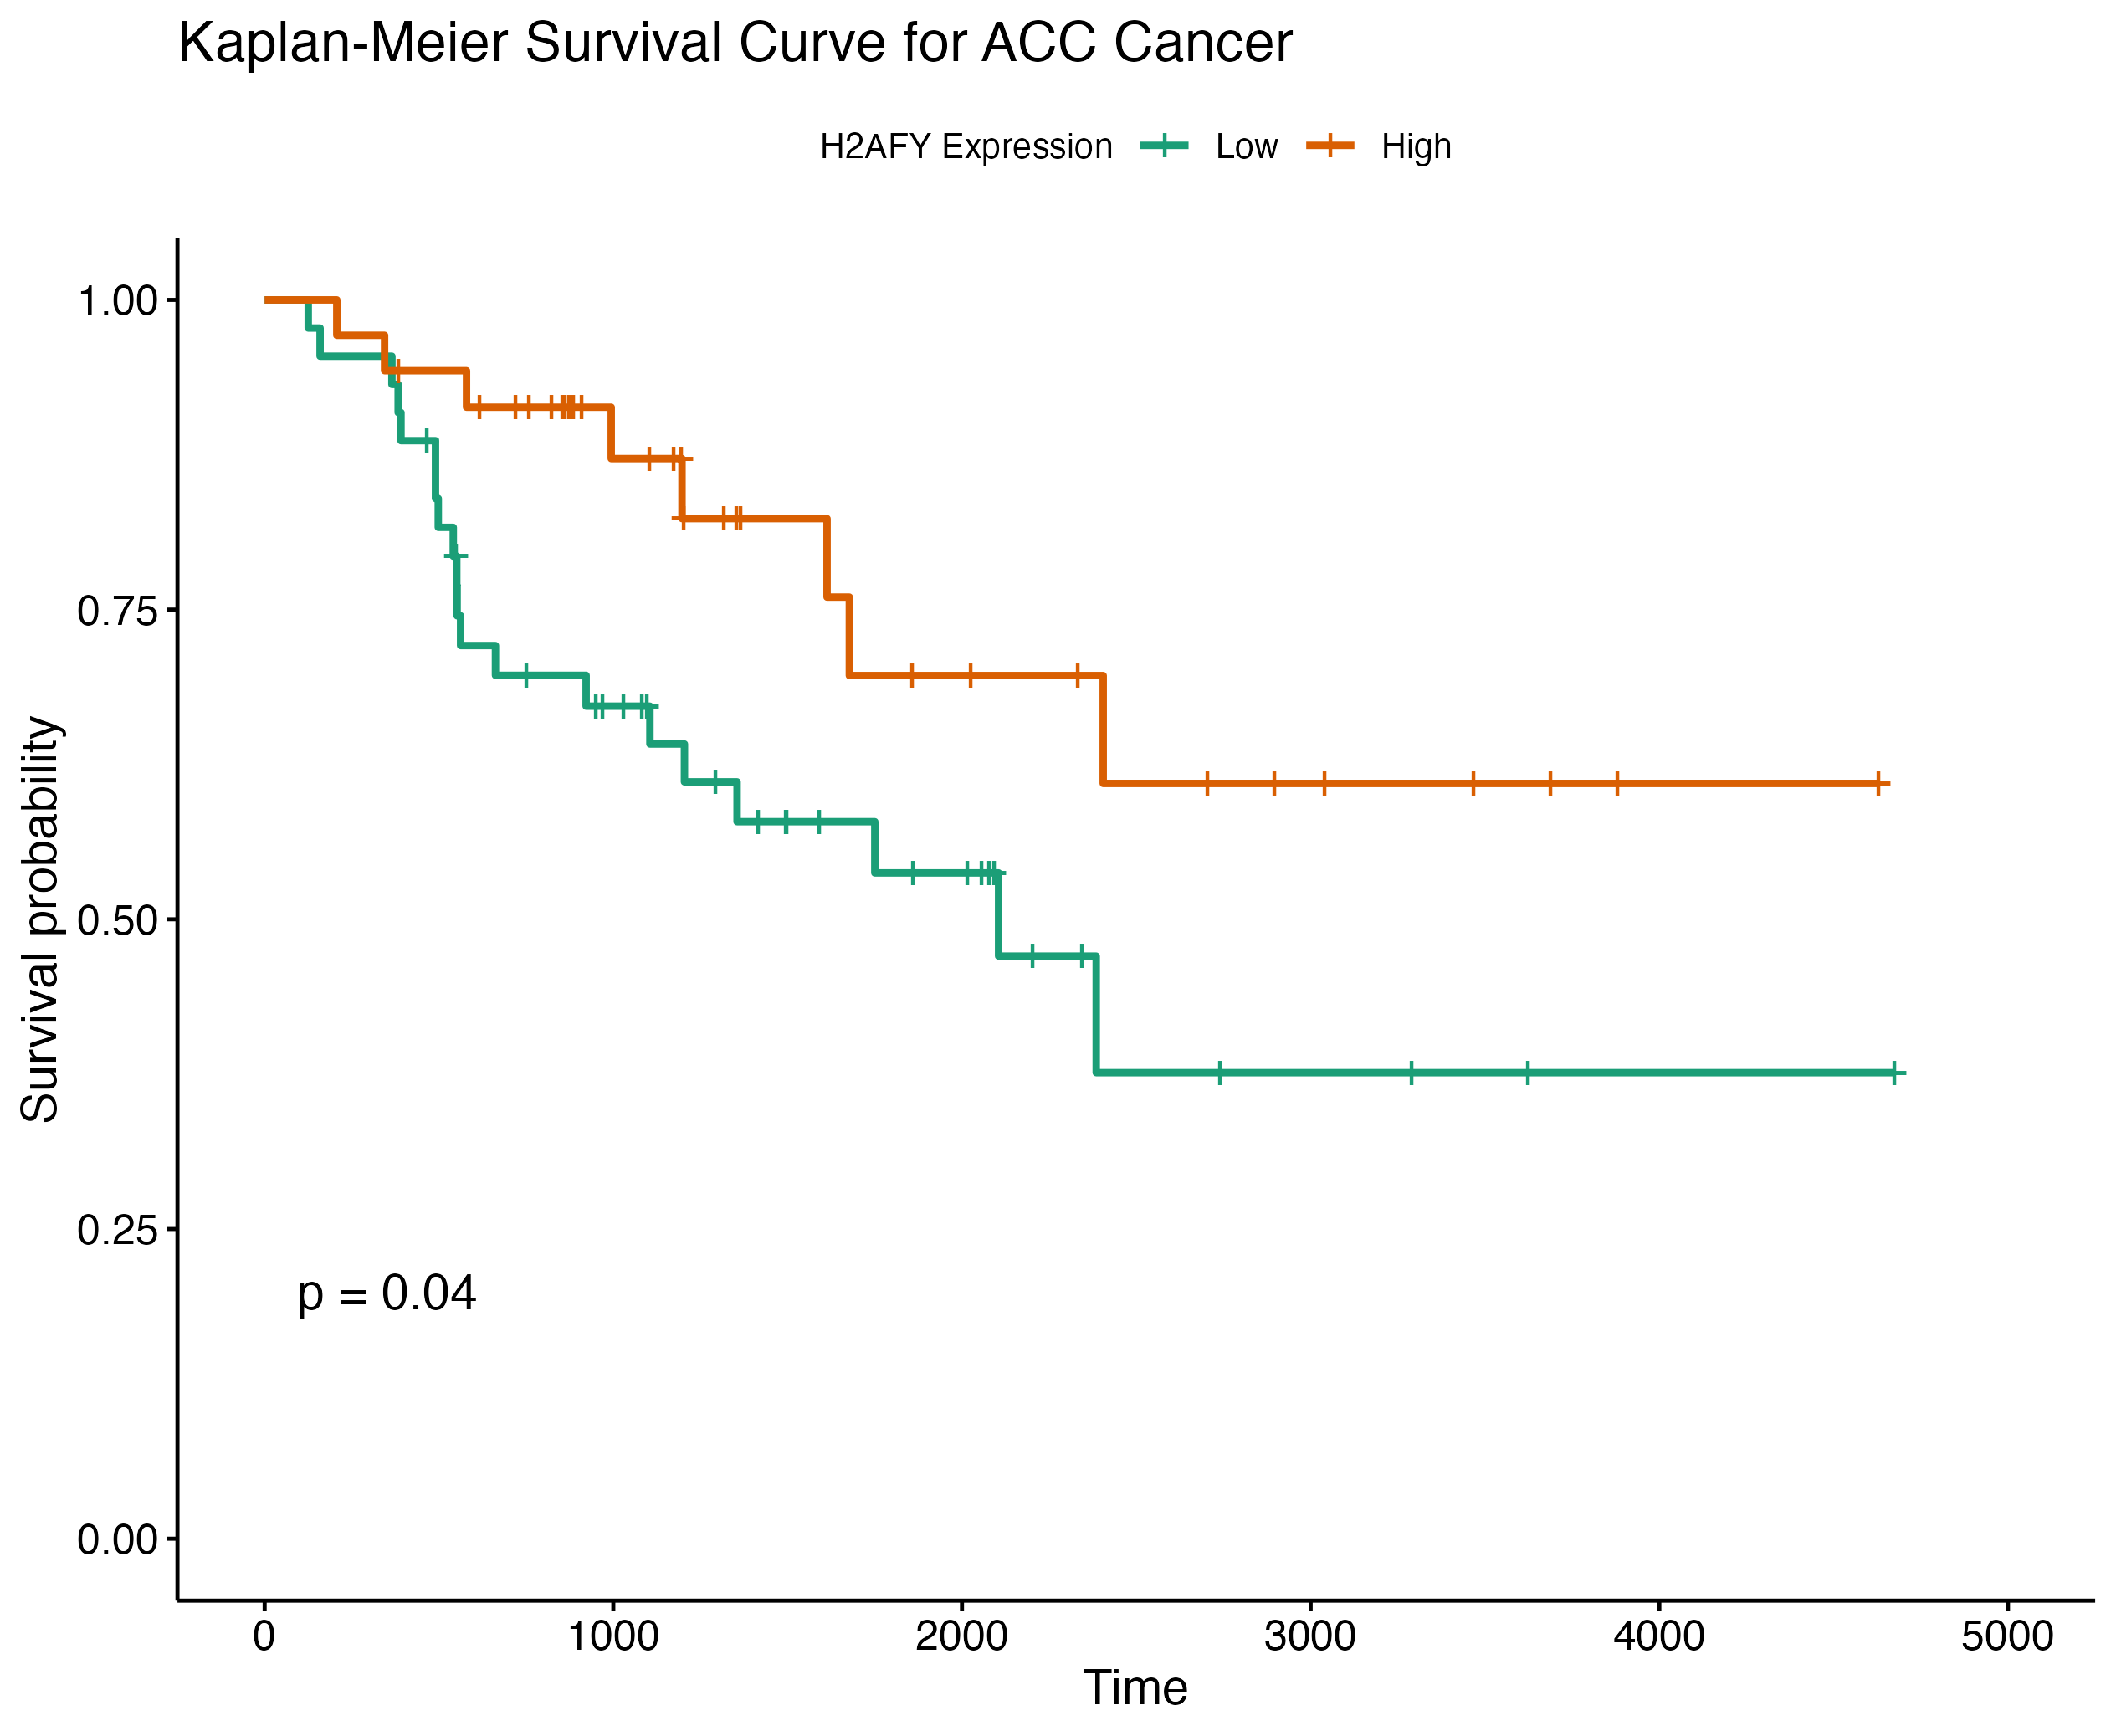 Kaplan-Meier Survival Curve for ACC Cancer
H2AFY Expression Low High
Survival probability
1.00
0.75
0.50
0.25
0.00
p = 0.04
0 1000 2000 3000 4000 5000
Time